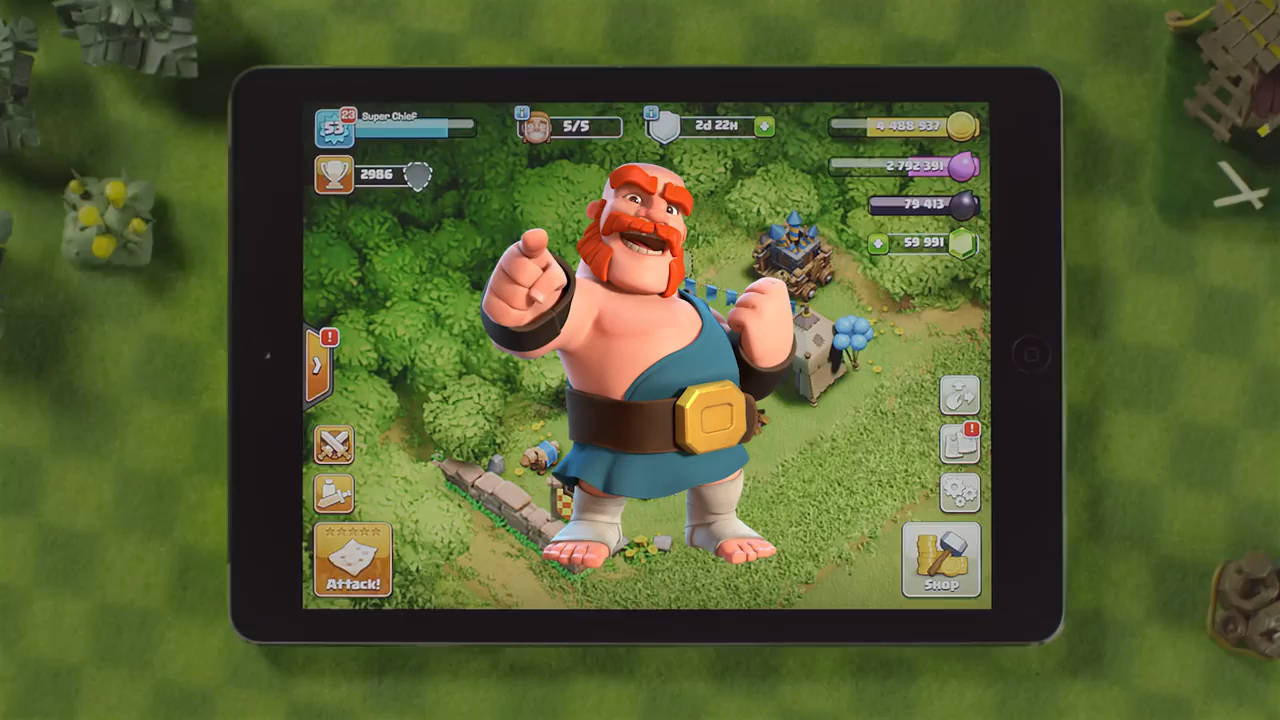 23
53
Super Chief
5/5
2d 22H
4 488 937
2986
2 792 391
79 413
59 991
!
!
Attack!
Shop